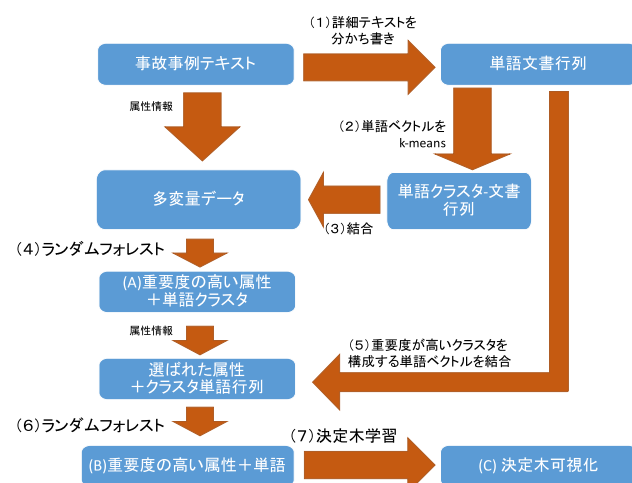 (1)詳細テキストを
分かち書き
事故事例テキスト
単語文書行列
属性情報
(2)単語ベクトルを
k-means
多変量データ
単語クラスタ-文書
行列
(3)結合
(4)ランダムフォレスト
(A)重要度の高い属性
＋単語クラスタ
属性情報
(5)重要度が高いクラスタを
構成する単語ベクトルを結合
選ばれた属性
＋クラスタ単語行列
(6)ランダムフォレスト
(7)決定木学習
(B)重要度の高い属性＋単語
(C) 決定木可視化